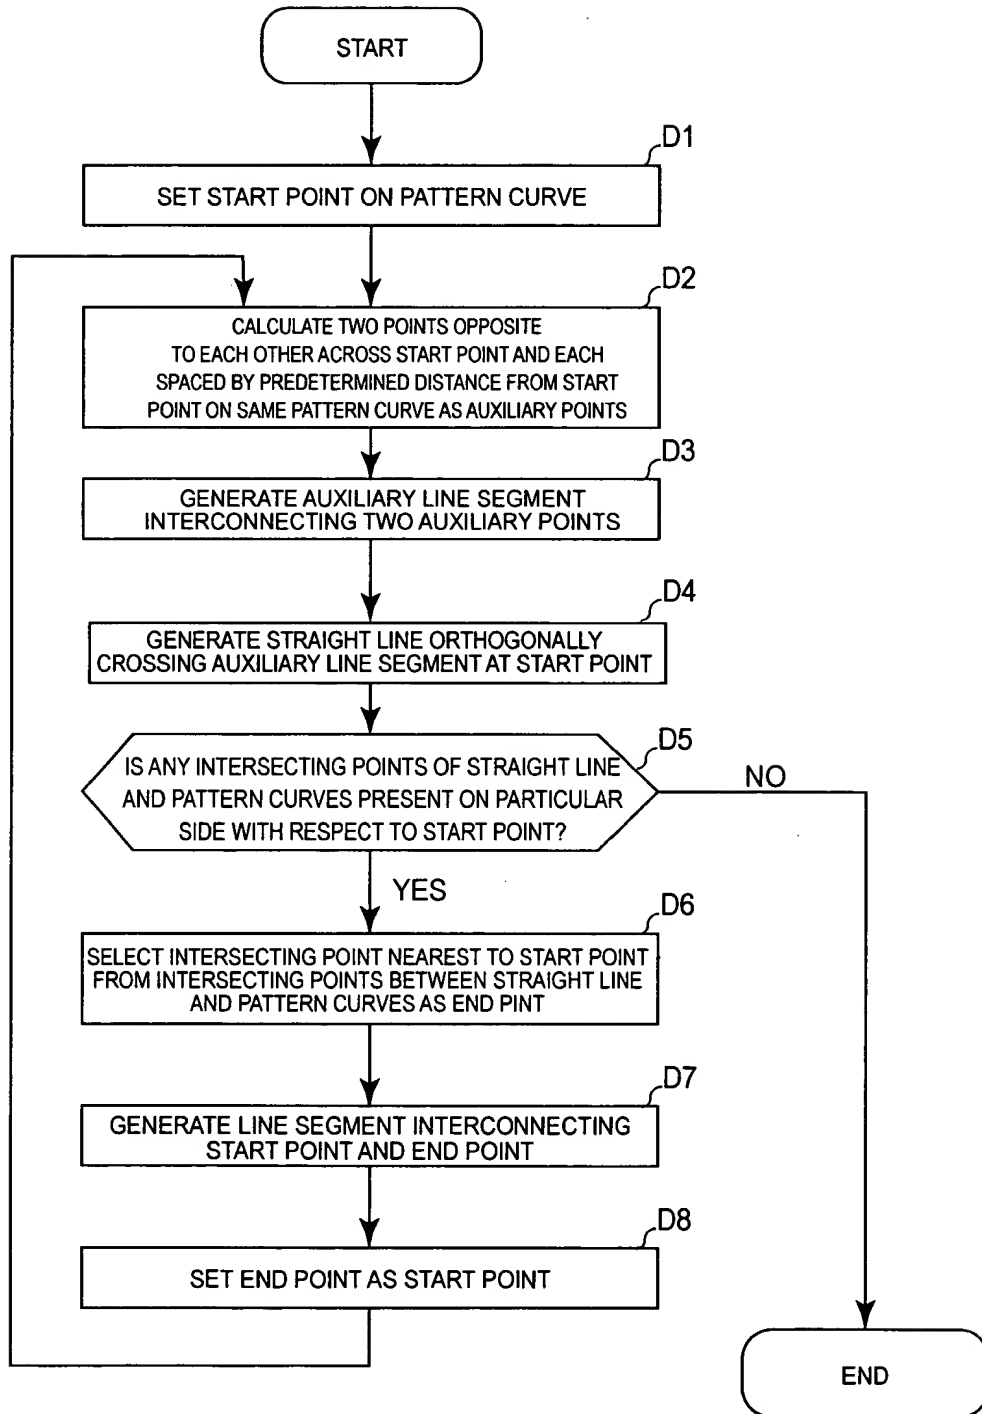 START
D1
SET START POINT ON PATTERN CURVE
D2
CALCULATE TWO POINTS OPPOSITE
TO EACH OTHER ACROSS START POINT AND EACH
SPACED BY PREDETERMINED DISTANCE FROM START
POINT ON SAME PATTERN CURVE AS AUXILIARY POINTS
D3
GENERATE AUXILIARY LINE SEGMENT
INTERCONNECTING TWO AUXILIARY POINTS
D4
GENERATE STRAIGHT LINE ORTHOGONALLY
CROSSING AUXILIARY LINE SEGMENT AT START POINT
D5
IS ANY INTERSECTING POINTS OF STRAIGHT LINE
AND PATTERN CURVES PRESENT ON PARTICULAR
SIDE WITH RESPECT TO START POINT?
NO
YES
D6
SELECT INTERSECTING POINT NEAREST TO START POINT
FROM INTERSECTING POINTS BETWEEN STRAIGHT LINE
AND PATTERN CURVES AS END PINT
D7
GENERATE LINE SEGMENT INTERCONNECTING
START POINT AND END POINT
D8
SET END POINT AS START POINT
END